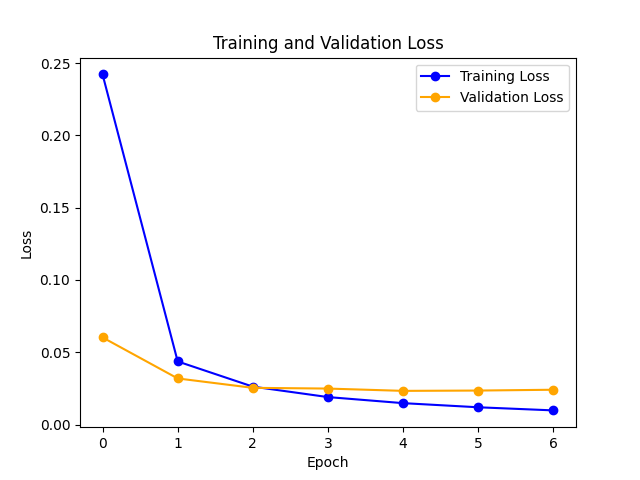 Training and Validation Loss
Training Loss
Validation Loss
Loss
0.25
0.20
0.15
0.10
0.05
0.00
0 1 2 3 4 5 6
Epoch